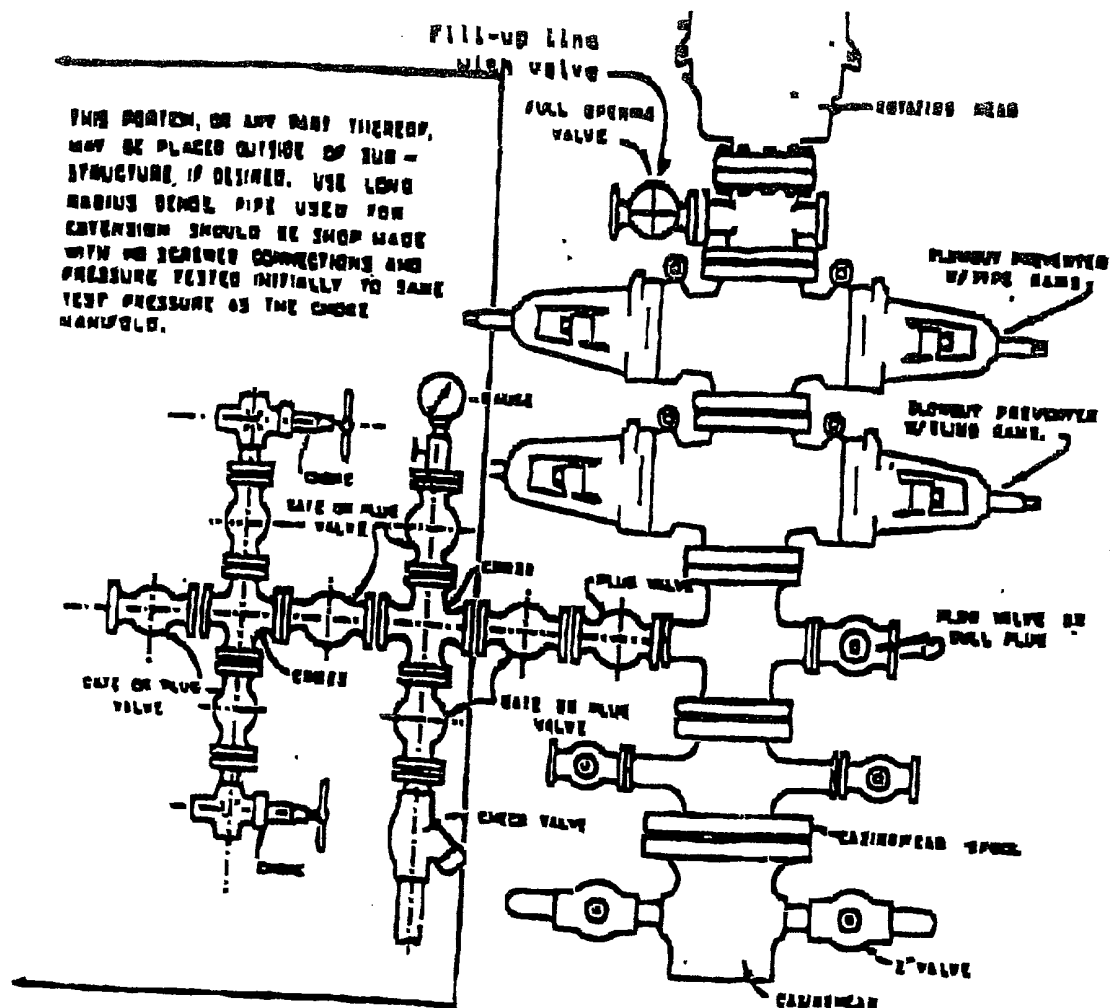 Fill-up line
with valve
FULL OPENING
VALVE
ROTATING HEAD
THIS PORTION, OR ANY PART THEREOF,
MAY BE PLACED OUTSIDE OF SUB-
STRUCTURE, IF DESIRED. USE LONG
RADIUS BENDS. PIPE USED FOR
EXTENSION SHOULD BE SHOP MADE
WITH NO SCREWED CONNECTIONS AND
PRESSURE TESTED INITIALLY TO SAME
TEST PRESSURE AS THE CHOKE
MANIFOLD.
BLOWOUT PREVENTER
W/PIPE RAMS.
GAUGE
BLOWOUT PREVENTER
W/BLIND RAMS.
CHOKE
GATE OR PLUG
VALVE
CROSS
PLUG VALVE
PLUG VALVE OR
BULL PLUG
CROSS
GATE OR PLUG
VALVE
GATE OR PLUG
VALVE
CHECK VALVE
CASINGHEAD SPOOL
CHOKE
2" VALVE
CASINGHEAD